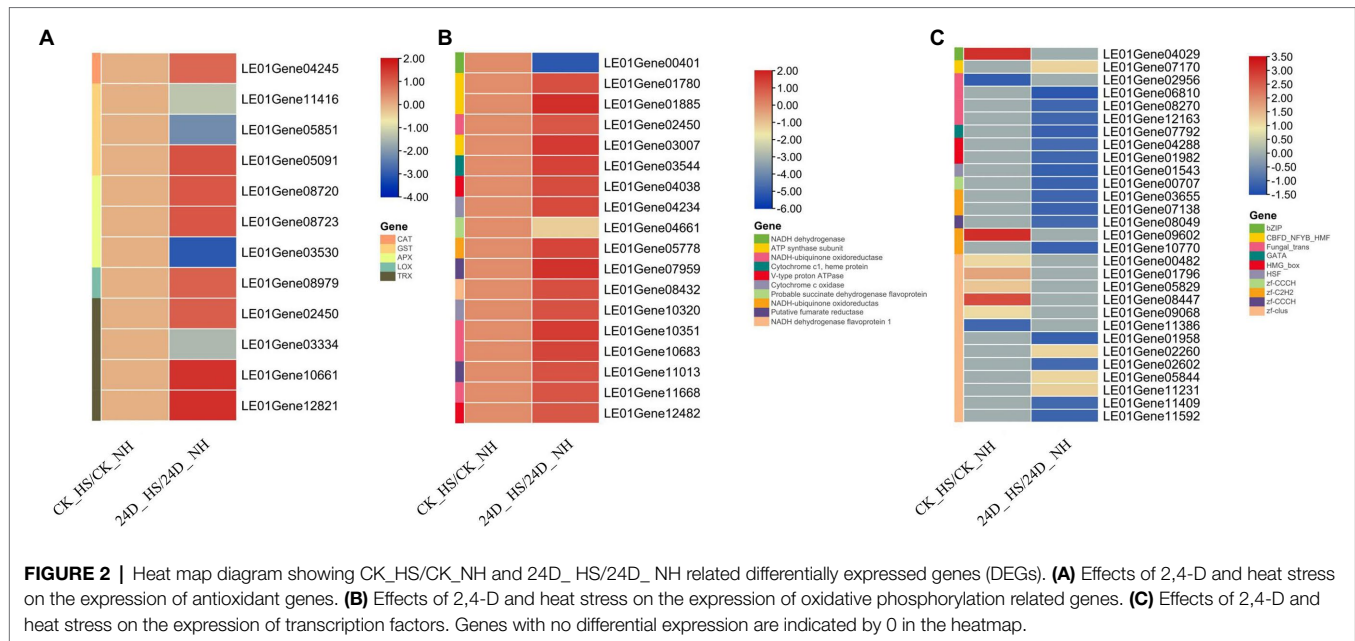 A
2.00
1.00
0.00
-1.00
-2.00
-3.00
-4.00
LE01Gene04245
LE01Gene11416
LE01Gene05851
LE01Gene05091
LE01Gene08720
LE01Gene08723
LE01Gene03530
LE01Gene08979
LE01Gene02450
LE01Gene03334
LE01Gene10661
LE01Gene12821
Gene
CAT
GST
APX
LOX
TRX
CK_HS/CK_NH
24D_HS/24D_NH
B
2.00
1.00
0.00
-1.00
-2.00
-3.00
-4.00
-5.00
-6.00
LE01Gene00401
LE01Gene01780
LE01Gene01885
LE01Gene02450
LE01Gene03007
LE01Gene03544
LE01Gene04038
LE01Gene04234
LE01Gene04661
LE01Gene05778
LE01Gene07959
LE01Gene08432
LE01Gene10320
LE01Gene10351
LE01Gene10683
LE01Gene11013
LE01Gene11668
LE01Gene12482
Gene
NADH dehydrogenase
ATP synthase subunit
NADH-ubiquinone oxidoreductase
Cytochrome c1, heme protein
V-type proton ATPase
Cytochrome c oxidase
Probable succinate dehydrogenase flavoprotein
NADH-ubiquinone oxidoreductas
Putative fumarate reductase
NADH dehydrogenase flavoprotein 1
CK_HS/CK_NH
24D_HS/24D_NH
C
3.50
3.00
2.50
2.00
1.50
1.00
0.50
0.00
-0.50
-1.00
-1.50
LE01Gene04029
LE01Gene07170
LE01Gene02956
LE01Gene06810
LE01Gene08270
LE01Gene12163
LE01Gene07792
LE01Gene04288
LE01Gene01982
LE01Gene01543
LE01Gene00707
LE01Gene03655
LE01Gene07138
LE01Gene08049
LE01Gene09602
LE01Gene10770
LE01Gene00482
LE01Gene01796
LE01Gene05829
LE01Gene08447
LE01Gene09068
LE01Gene11386
LE01Gene01958
LE01Gene02260
LE01Gene02602
LE01Gene05844
LE01Gene11231
LE01Gene11409
LE01Gene11592
Gene
bZIP
CBFD_NFYB_HMF
Fungal_trans
GATA
HMG_box
HSF
zf-CCCH
zf-C2H2
zf-CCCH
zf-clus
CK_HS/CK_NH
24D_HS/24D_NH
FIGURE 2 | Heat map diagram showing CK_HS/CK_NH and 24D_ HS/24D_ NH related differentially expressed genes (DEGs). (A) Effects of 2,4-D and heat stress
on the expression of antioxidant genes. (B) Effects of 2,4-D and heat stress on the expression of oxidative phosphorylation related genes. (C) Effects of 2,4-D and
heat stress on the expression of transcription factors. Genes with no differential expression are indicated by 0 in the heatmap.